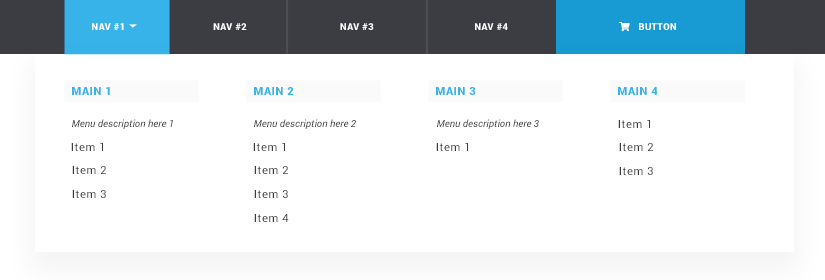 NAV #1
NAV #2
NAV #3
NAV #4
BUTTON
MAIN 1
Menu description here 1
Item 1
Item 2
Item 3
MAIN 2
Menu description here 2
Item 1
Item 2
Item 3
Item 4
MAIN 3
Menu description here 3
Item 1
MAIN 4
Item 1
Item 2
Item 3